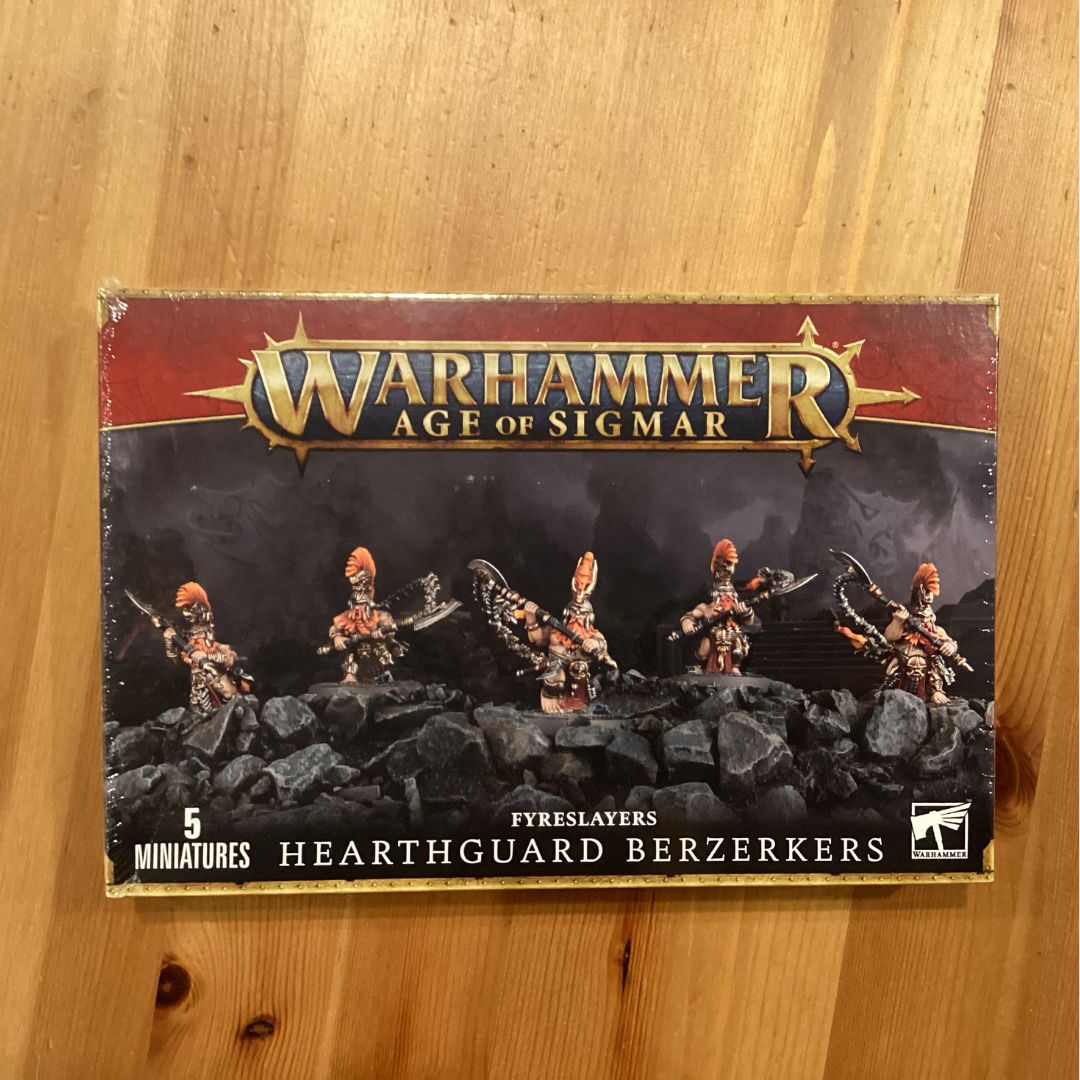 WARHAMMER®
AGE OF SIGMAR
5
MINIATURES
FYRESLAYERS
HEARTHGUARD BERZERKERS
WARHAMMER